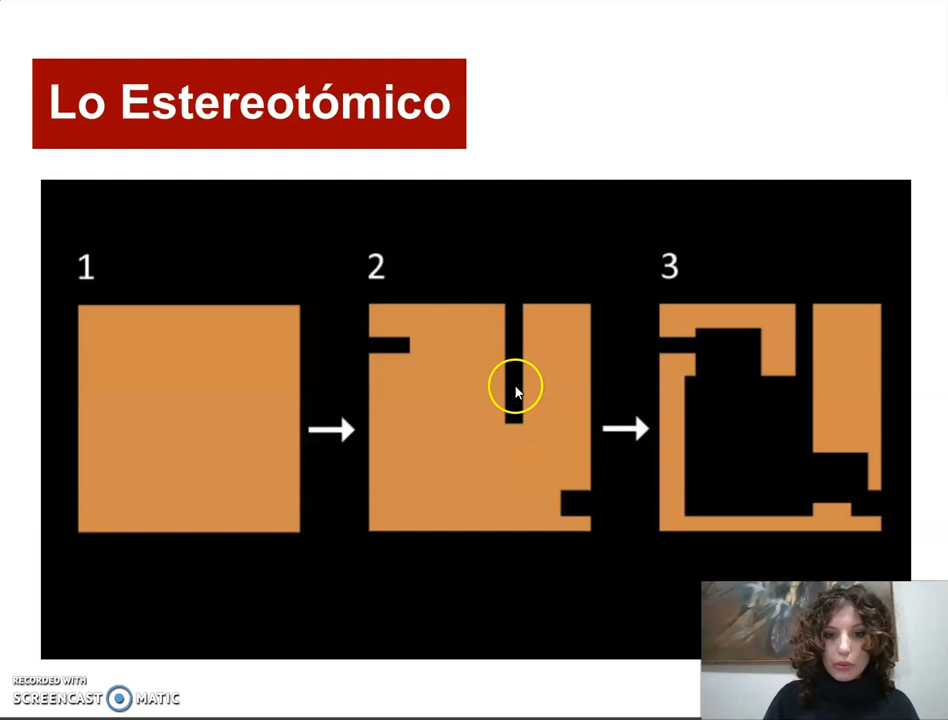 Lo Estereotómico
1
2
3
RECORDED WITH
SCREENCAST MATIC